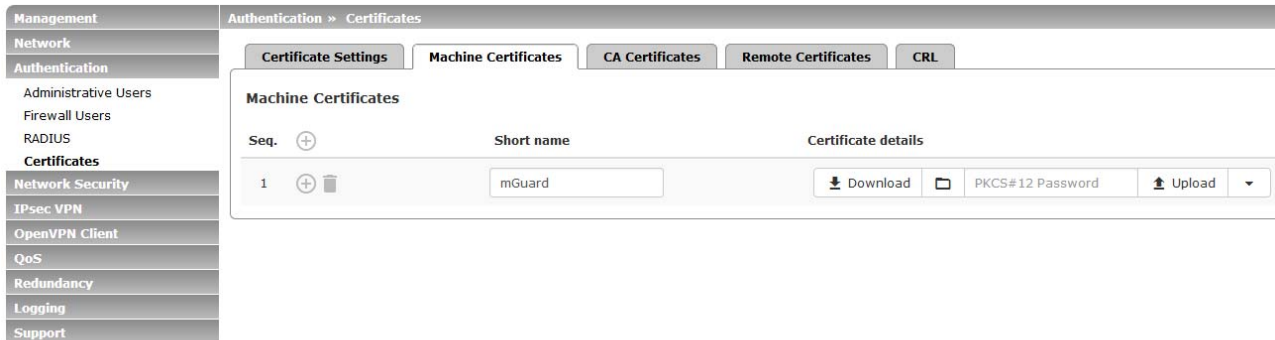 Management
Network
Authentication
Administrative Users
Firewall Users
RADIUS
Certificates
Network Security
IPsec VPN
OpenVPN Client
QoS
Redundancy
Logging
Support
Authentication » Certificates
Certificate Settings Machine Certificates CA Certificates Remote Certificates CRL
Machine Certificates
Seq. Short name Certificate details
1 mGuard Download PKCS#12 Password Upload